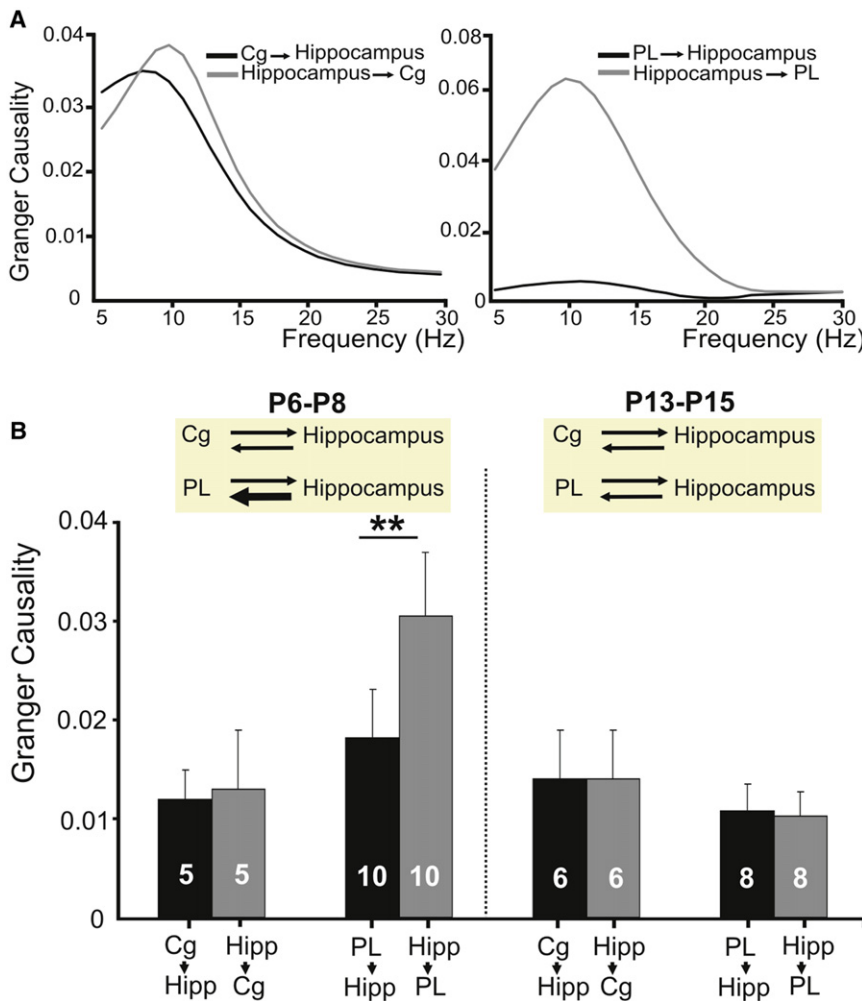 A
0.04
0.03
0.02
0.01
0
Granger Causality
Cg → Hippocampus
Hippocampus → Cg
5 10 15 20 25 30
Frequency (Hz)
0.08
0.06
0.04
0.02
0
PL → Hippocampus
Hippocampus → PL
5 10 15 20 25 30
Frequency (Hz)
B
P6-P8
Cg Hippocampus
PL Hippocampus
P13-P15
Cg Hippocampus
PL Hippocampus
0.04
0.03
0.02
0.01
0
Granger Causality
**
5 5 10 10 6 6 8 8
Cg Hipp PL Hipp Cg Hipp PL Hipp
Hipp Cg Hipp PL Hipp Cg Hipp PL